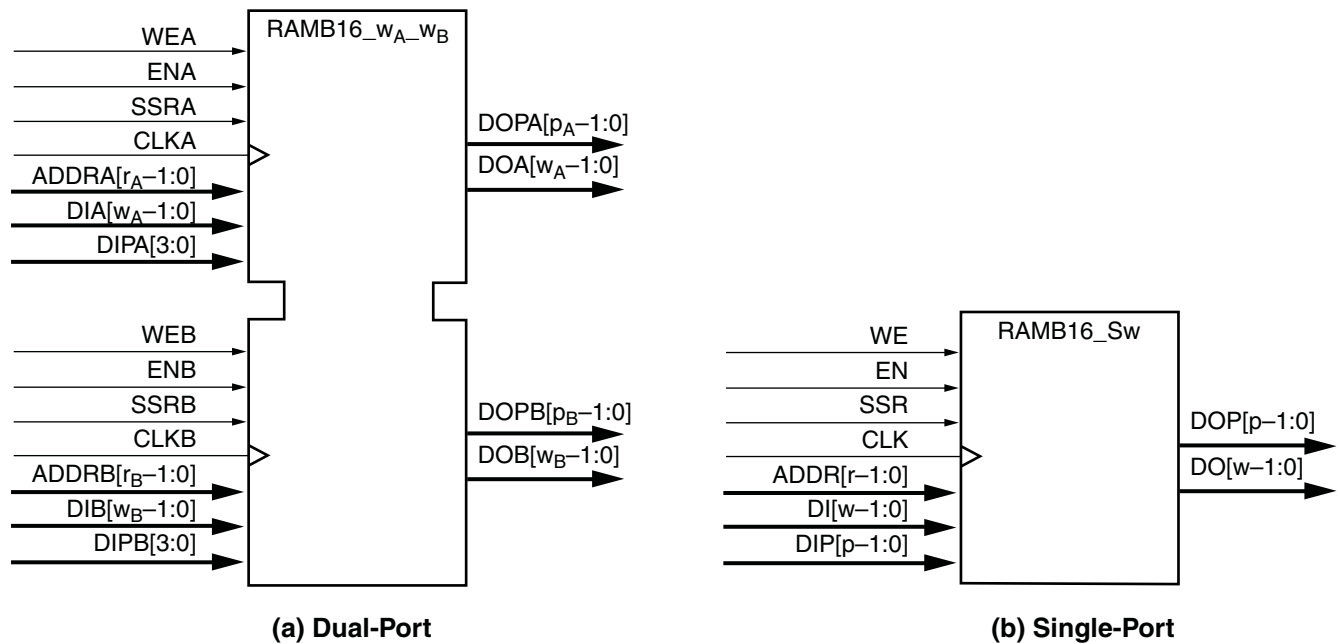 RAMB16_wA_wB
WEA
ENA
SSRA
CLKA
ADDRA[rA–1:0]
DIA[wA–1:0]
DIPA[3:0]
DOPA[pA–1:0]
DOA[wA–1:0]
WEB
ENB
SSRB
CLKB
ADDRB[rB–1:0]
DIB[wB–1:0]
DIPB[3:0]
DOPB[pB–1:0]
DOB[wB–1:0]
(a) Dual-Port
RAMB16_Sw
WE
EN
SSR
CLK
ADDR[r–1:0]
DI[w–1:0]
DIP[p–1:0]
DOP[p–1:0]
DO[w–1:0]
(b) Single-Port